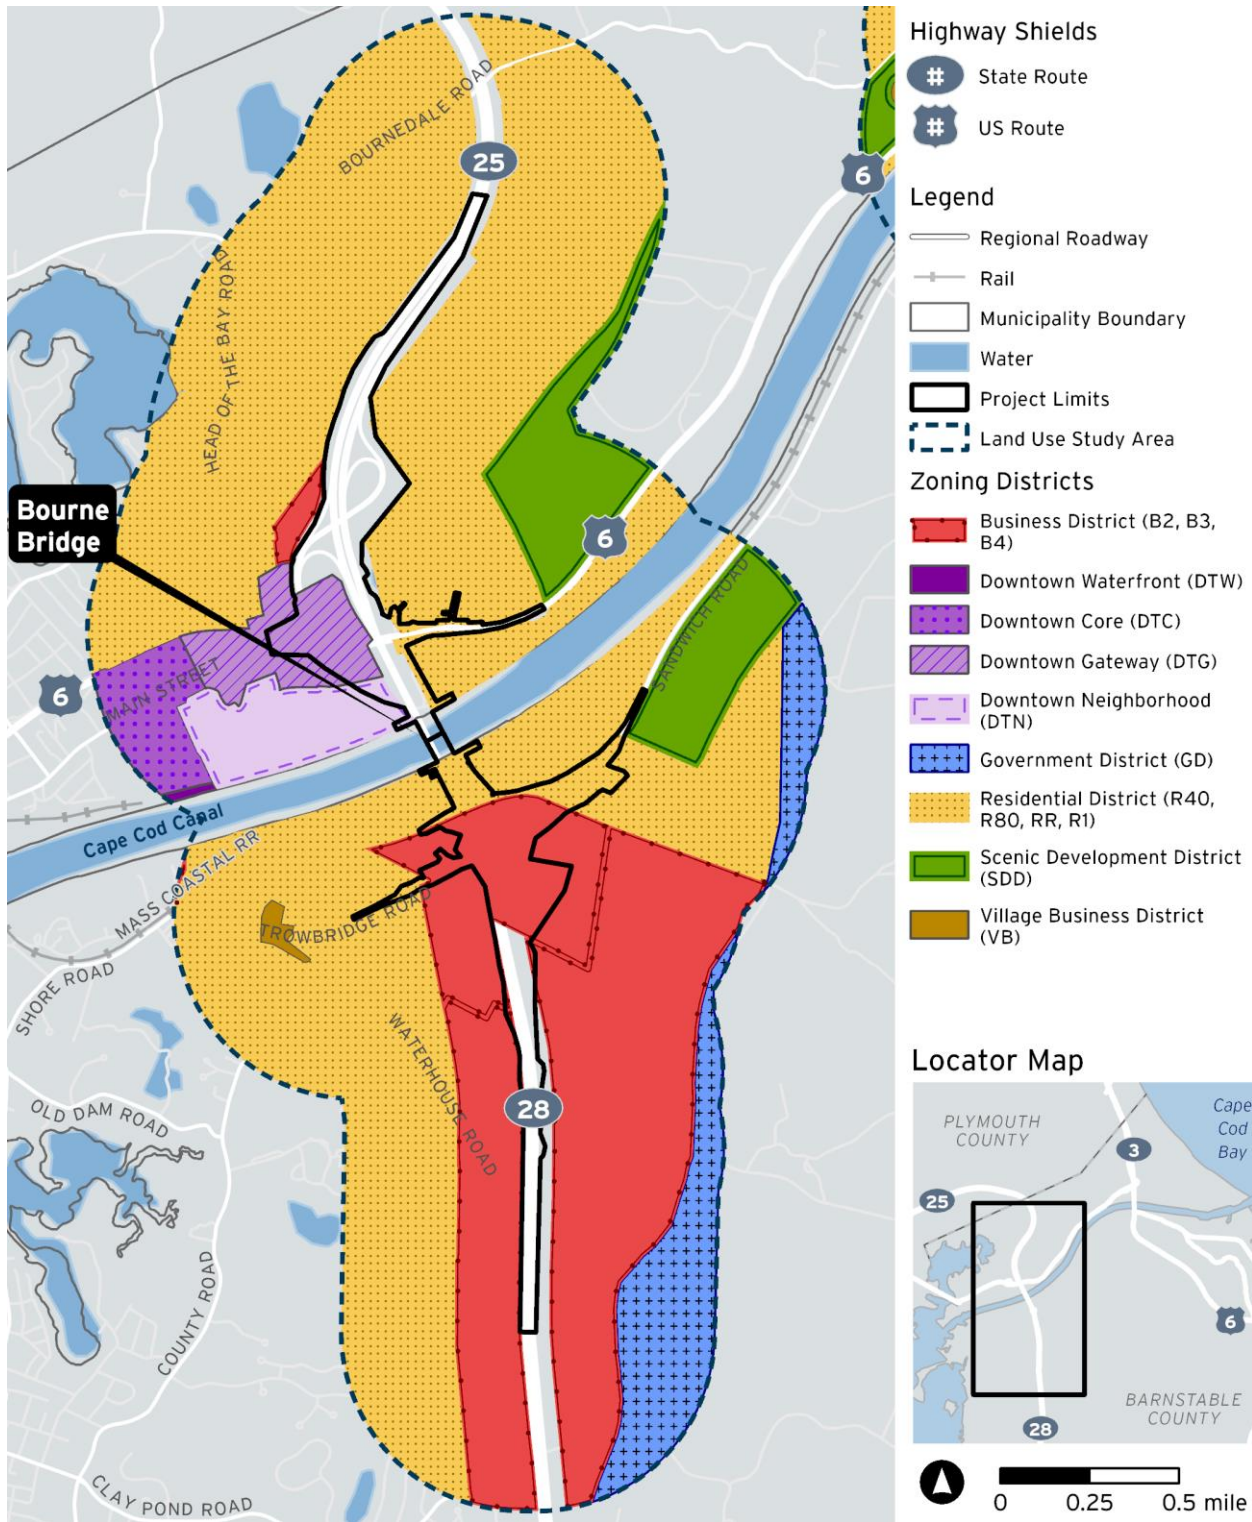 BOURNEDALE ROAD
25
6
HEAD OF THE BAY ROAD
Bourne
Bridge
6
SANDWICH ROAD
MAIN STREET
6
Cape Cod Canal
MASS COASTAL RR
TROWBRIDGE ROAD
SHORE ROAD
WATERHOUSE ROAD
28
OLD DAM ROAD
COUNTY ROAD
CLAY POND ROAD
Highway Shields
# State Route
# US Route
Legend
Regional Roadway
Rail
Municipality Boundary
Water
Project Limits
Land Use Study Area
Zoning Districts
Business District (B2, B3,
B4)
Downtown Waterfront (DTW)
Downtown Core (DTC)
Downtown Gateway (DTG)
Downtown Neighborhood
(DTN)
Government District (GD)
Residential District (R40,
R80, RR, R1)
Scenic Development District
(SDD)
Village Business District
(VB)
Locator Map
PLYMOUTH
COUNTY
Cape
Cod
Bay
3
25
6
BARNSTABLE
COUNTY
28
0 0.25 0.5 mile